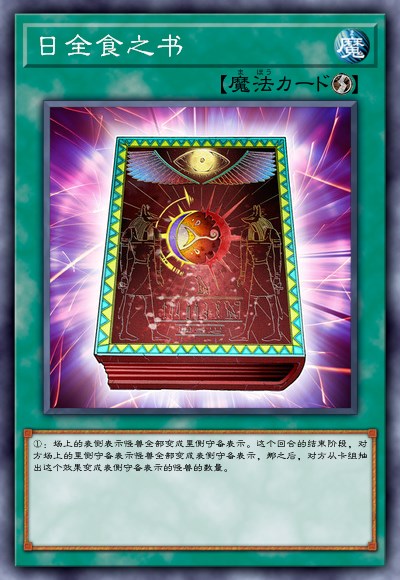 日全食之书
魔
【魔法カード】
まほう
①：场上的表侧表示怪兽全部变成里侧守备表示。这个回合的结束阶段，对
方场上的里侧守备表示怪兽全部变成表侧守备表示，那之后，对方从卡组抽
出这个效果变成表侧守备表示的怪兽的数量。